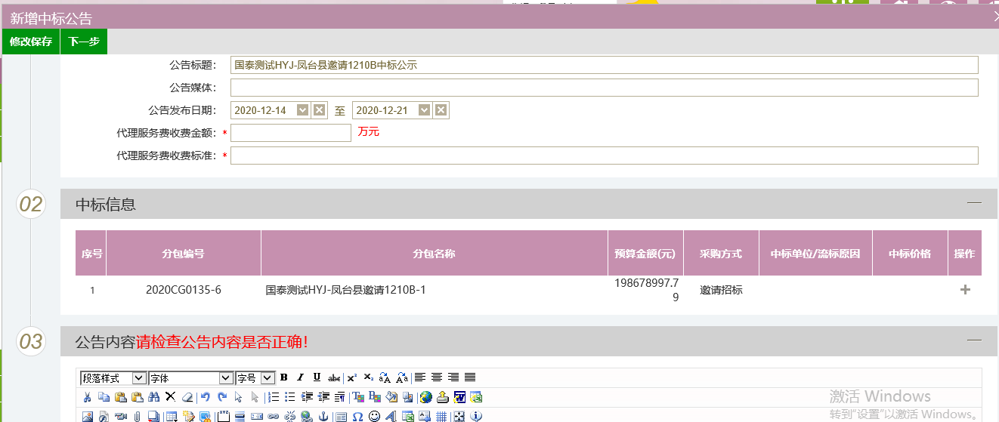 新增中标公告
修改保存 下一步
公告标题： 国泰测试HYJ-凤台县邀请1210B中标公示
公告媒体：
公告发布日期： 2020-12-14 至 2020-12-21
代理服务费收费金额：* 万元
代理服务费收费标准：*
02 中标信息
序号 分包编号 分包名称 预算金额(元) 采购方式 中标单位/流标原因 中标价格 操作
1 2020CG0135-6 国泰测试HYJ-凤台县邀请1210B-1 198678997.79 邀请招标
03 公告内容请检查公告内容是否正确！
段落样式 字体 字号 B I U abc x² x₂
激活 Windows
转到“设置”以激活 Windows。